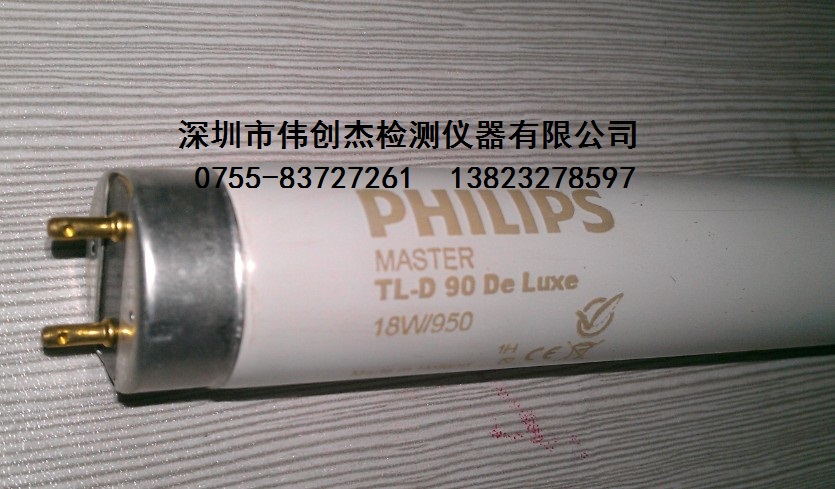 深圳市伟创杰检测仪器有限公司
0755-83727261 13823278597
PHILIPS
MASTER
TL-D 90 De Luxe
18W/950
1H
CE